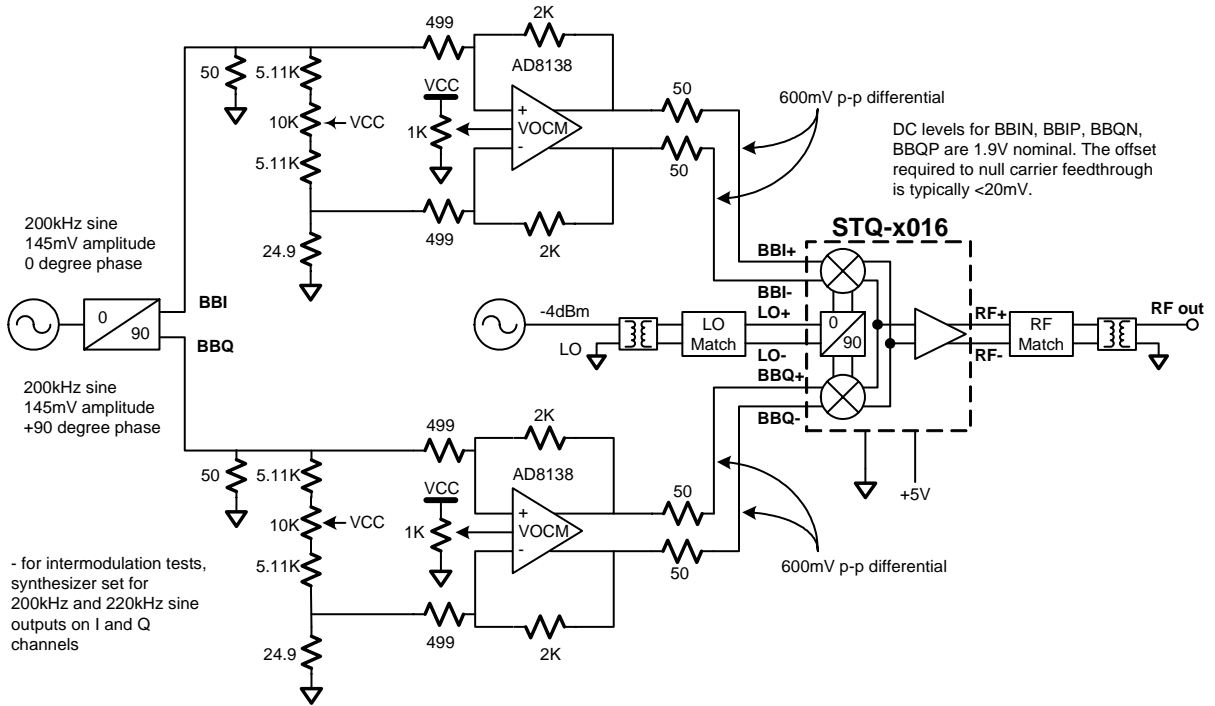 499
2K
50
5.11K
AD8138
VCC
50
600mV p-p differential
10K
VCC
1K
+
VOCM
-
5.11K
50
DC levels for BBIN, BBIP, BBQN,
BBQP are 1.9V nominal. The offset
required to null carrier feedthrough
is typically <20mV.
200kHz sine
145mV amplitude
0 degree phase
24.9
499
2K
STQ-x016
BBI+
BBI-
BBI
0
90
BBQ
-4dBm
LO
LO+
LO
Match
LO-
0
90
RF+
RF-
RF
Match
RF out
BBQ+
BBQ-
200kHz sine
145mV amplitude
+90 degree phase
499
2K
50
5.11K
AD8138
VCC
50
+5V
10K
VCC
1K
+
VOCM
-
5.11K
50
600mV p-p differential
- for intermodulation tests,
synthesizer set for
200kHz and 220kHz sine
outputs on I and Q
channels
24.9
499
2K